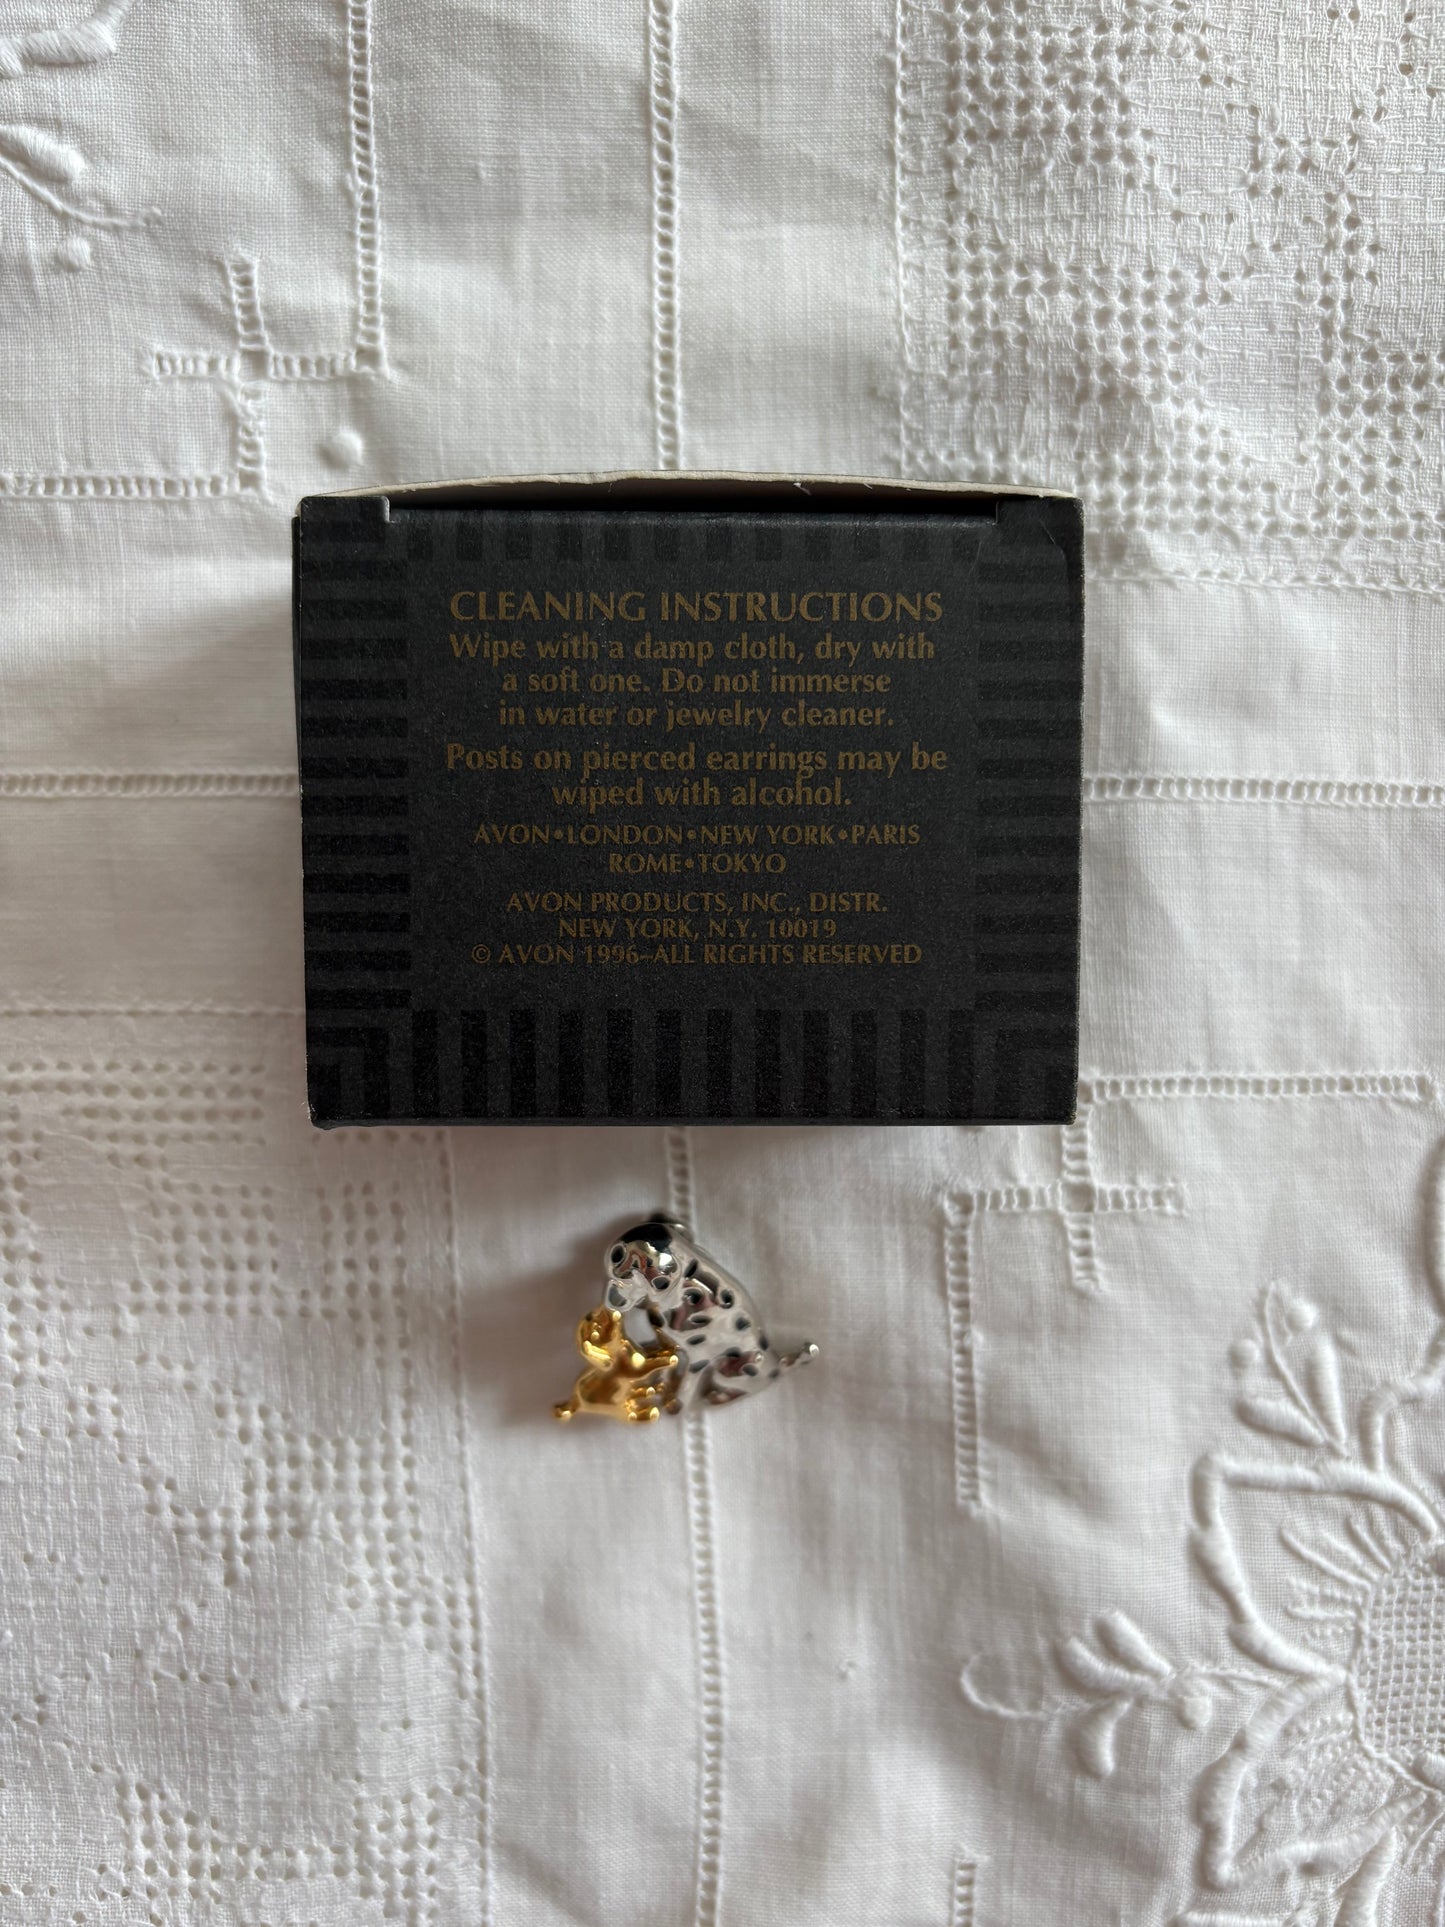 CLEANING INSTRUCTIONS
Wipe with a damp cloth, dry with
a soft one. Do not immerse
in water or jewelry cleaner.
Posts on pierced earrings may be
wiped with alcohol.
AVON•LONDON•NEW YORK•PARIS
ROME•TOKYO
AVON PRODUCTS, INC., DISTR.
NEW YORK, N.Y. 10019
© AVON 1996–ALL RIGHTS RESERVED